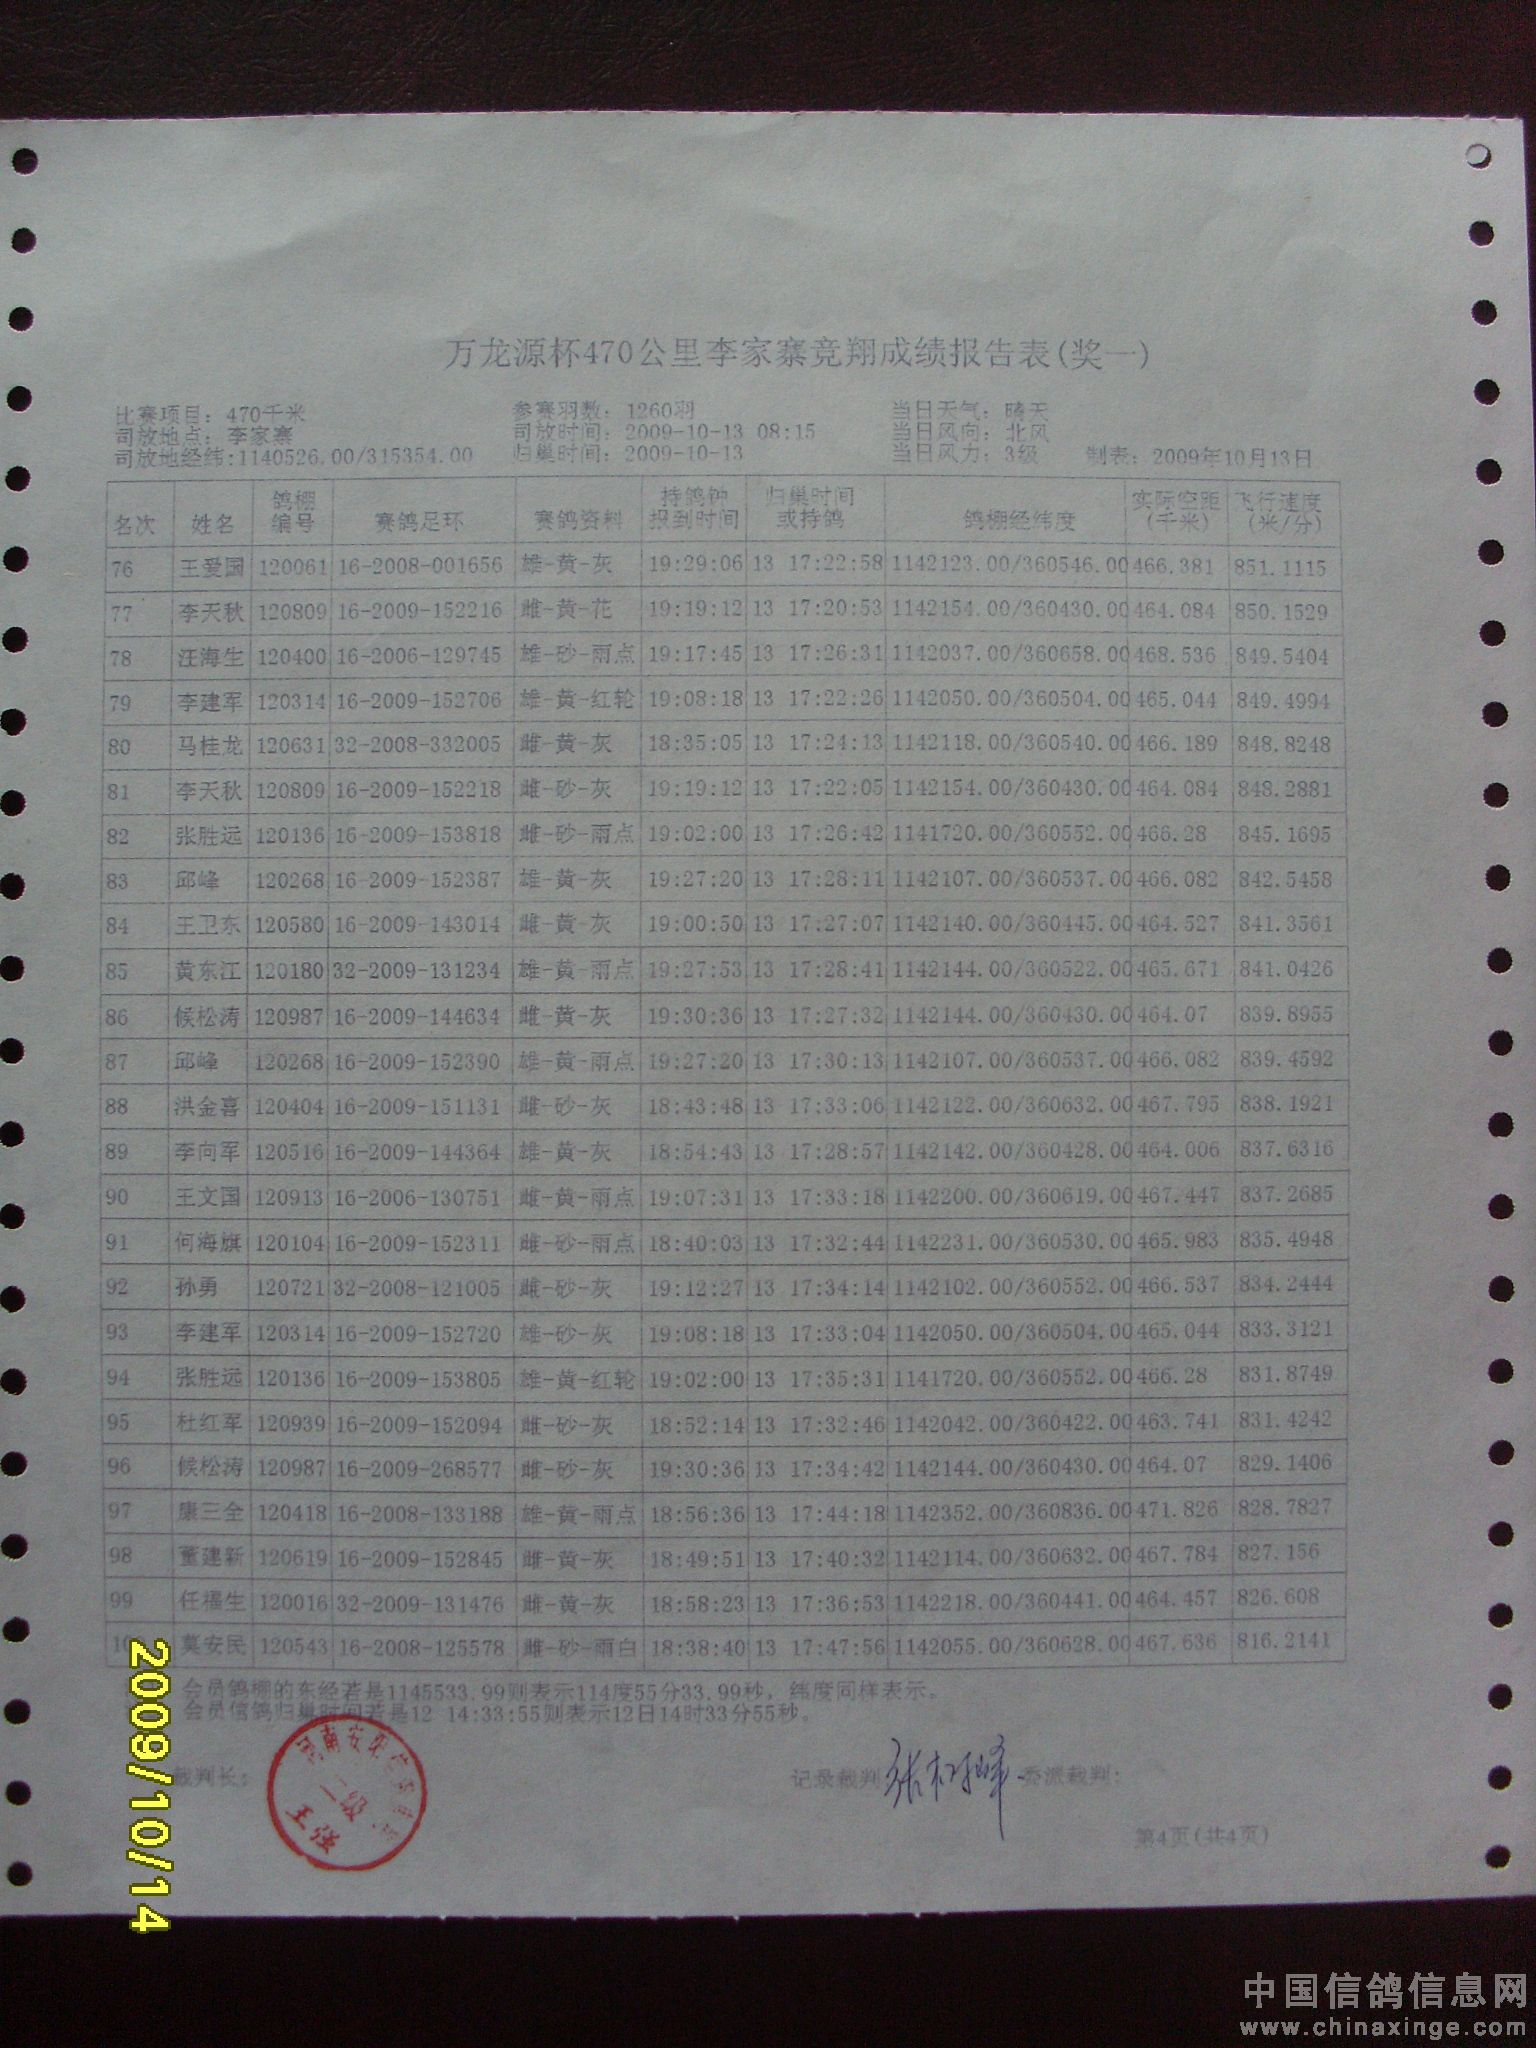 万龙源杯470公里李家寨竞翔成绩报告表(奖一)
比赛项目: 470千米 参赛羽数: 1260羽 当日天气: 晴天
司放地点: 李家寨 司放时间: 2009-10-13 08:15 当日风向: 北风
司放地经纬:1140526.00/315354.00 归巢时间: 2009-10-13 当日风力: 3级 制表: 2009年10月13日
名次 姓名 鸽棚编号 赛鸽足环 赛鸽资料 持鸽钟报到时间 归巢时间或持鸽 鸽棚经纬度 实际空距(千米) 飞行速度(米/分)
76 王爱国 120061 16-2008-001656 雄-黄-灰 19:29:06 13 17:22:58 1142123.00/360546.00 466.381 851.1115
77 李天秋 120809 16-2009-152216 雌-黄-花 19:19:12 13 17:20:53 1142154.00/360430.00 464.084 850.1529
78 汪海生 120400 16-2006-129745 雄-砂-雨点 19:17:45 13 17:26:31 1142037.00/360658.00 468.536 849.5404
79 李建军 120314 16-2009-152706 雄-黄-红轮 19:08:18 13 17:22:26 1142050.00/360504.00 465.044 849.4994
80 马桂龙 120631 32-2008-332005 雌-黄-灰 18:35:05 13 17:24:13 1142118.00/360540.00 466.189 848.8248
81 李天秋 120809 16-2009-152218 雌-砂-灰 19:19:12 13 17:22:05 1142154.00/360430.00 464.084 848.2881
82 张胜远 120136 16-2009-153818 雌-砂-雨点 19:02:00 13 17:26:42 1141720.00/360552.00 466.28 845.1695
83 邱峰 120268 16-2009-152387 雄-黄-灰 19:27:20 13 17:28:11 1142107.00/360537.00 466.082 842.5458
84 王卫东 120580 16-2009-143014 雌-黄-灰 19:00:50 13 17:27:07 1142140.00/360445.00 464.527 841.3561
85 黄东江 120180 32-2009-131234 雄-黄-雨点 19:27:53 13 17:28:41 1142144.00/360522.00 465.671 841.0426
86 候松涛 120987 16-2009-144634 雌-黄-灰 19:30:36 13 17:27:32 1142144.00/360430.00 464.07 839.8955
87 邱峰 120268 16-2009-152390 雄-黄-雨点 19:27:20 13 17:30:13 1142107.00/360537.00 466.082 839.4592
88 洪金喜 120404 16-2009-151131 雌-砂-灰 18:43:48 13 17:33:06 1142122.00/360632.00 467.795 838.1921
89 李向军 120516 16-2009-144364 雄-黄-灰 18:54:43 13 17:28:57 1142142.00/360428.00 464.006 837.6316
90 王文国 120913 16-2006-130751 雌-黄-雨点 19:07:31 13 17:33:18 1142200.00/360619.00 467.447 837.2685
91 何海旗 120104 16-2009-152311 雌-砂-雨点 18:40:03 13 17:32:44 1142231.00/360530.00 465.983 835.4948
92 孙勇 120721 32-2008-121005 雌-砂-灰 19:12:27 13 17:34:14 1142102.00/360552.00 466.537 834.2444
93 李建军 120314 16-2009-152720 雄-砂-灰 19:08:18 13 17:33:04 1142050.00/360504.00 465.044 833.3121
94 张胜远 120136 16-2009-153805 雄-黄-红轮 19:02:00 13 17:35:31 1141720.00/360552.00 466.28 831.8749
95 杜红军 120939 16-2009-152094 雌-砂-灰 18:52:14 13 17:32:46 1142042.00/360422.00 463.741 831.4242
96 候松涛 120987 16-2009-268577 雌-砂-灰 19:30:36 13 17:34:42 1142144.00/360430.00 464.07 829.1406
97 康三全 120418 16-2008-133188 雄-黄-雨点 18:56:36 13 17:44:18 1142352.00/360836.00 471.826 828.7827
98 董建新 120619 16-2009-152845 雌-黄-灰 18:49:51 13 17:40:32 1142114.00/360632.00 467.784 827.156
99 任福生 120016 32-2009-131476 雌-黄-灰 18:58:23 13 17:36:53 1142218.00/360441.00 464.457 826.608
100 莫安民 120543 16-2008-125578 雌-砂-雨白 18:38:40 13 17:47:56 1142055.00/360628.00 467.636 816.2141
会员鸽棚的东经若是1145533.99则表示114度55分33.99秒，纬度同样表示。
会员信鸽归巢时间若是12 14:33:55则表示12日14时33分55秒。
裁判长: 记录裁判 委派裁判:
二级
王强
第4页(共4页)
2009/10/14
中国信鸽信息网
www.chinaxinge.com